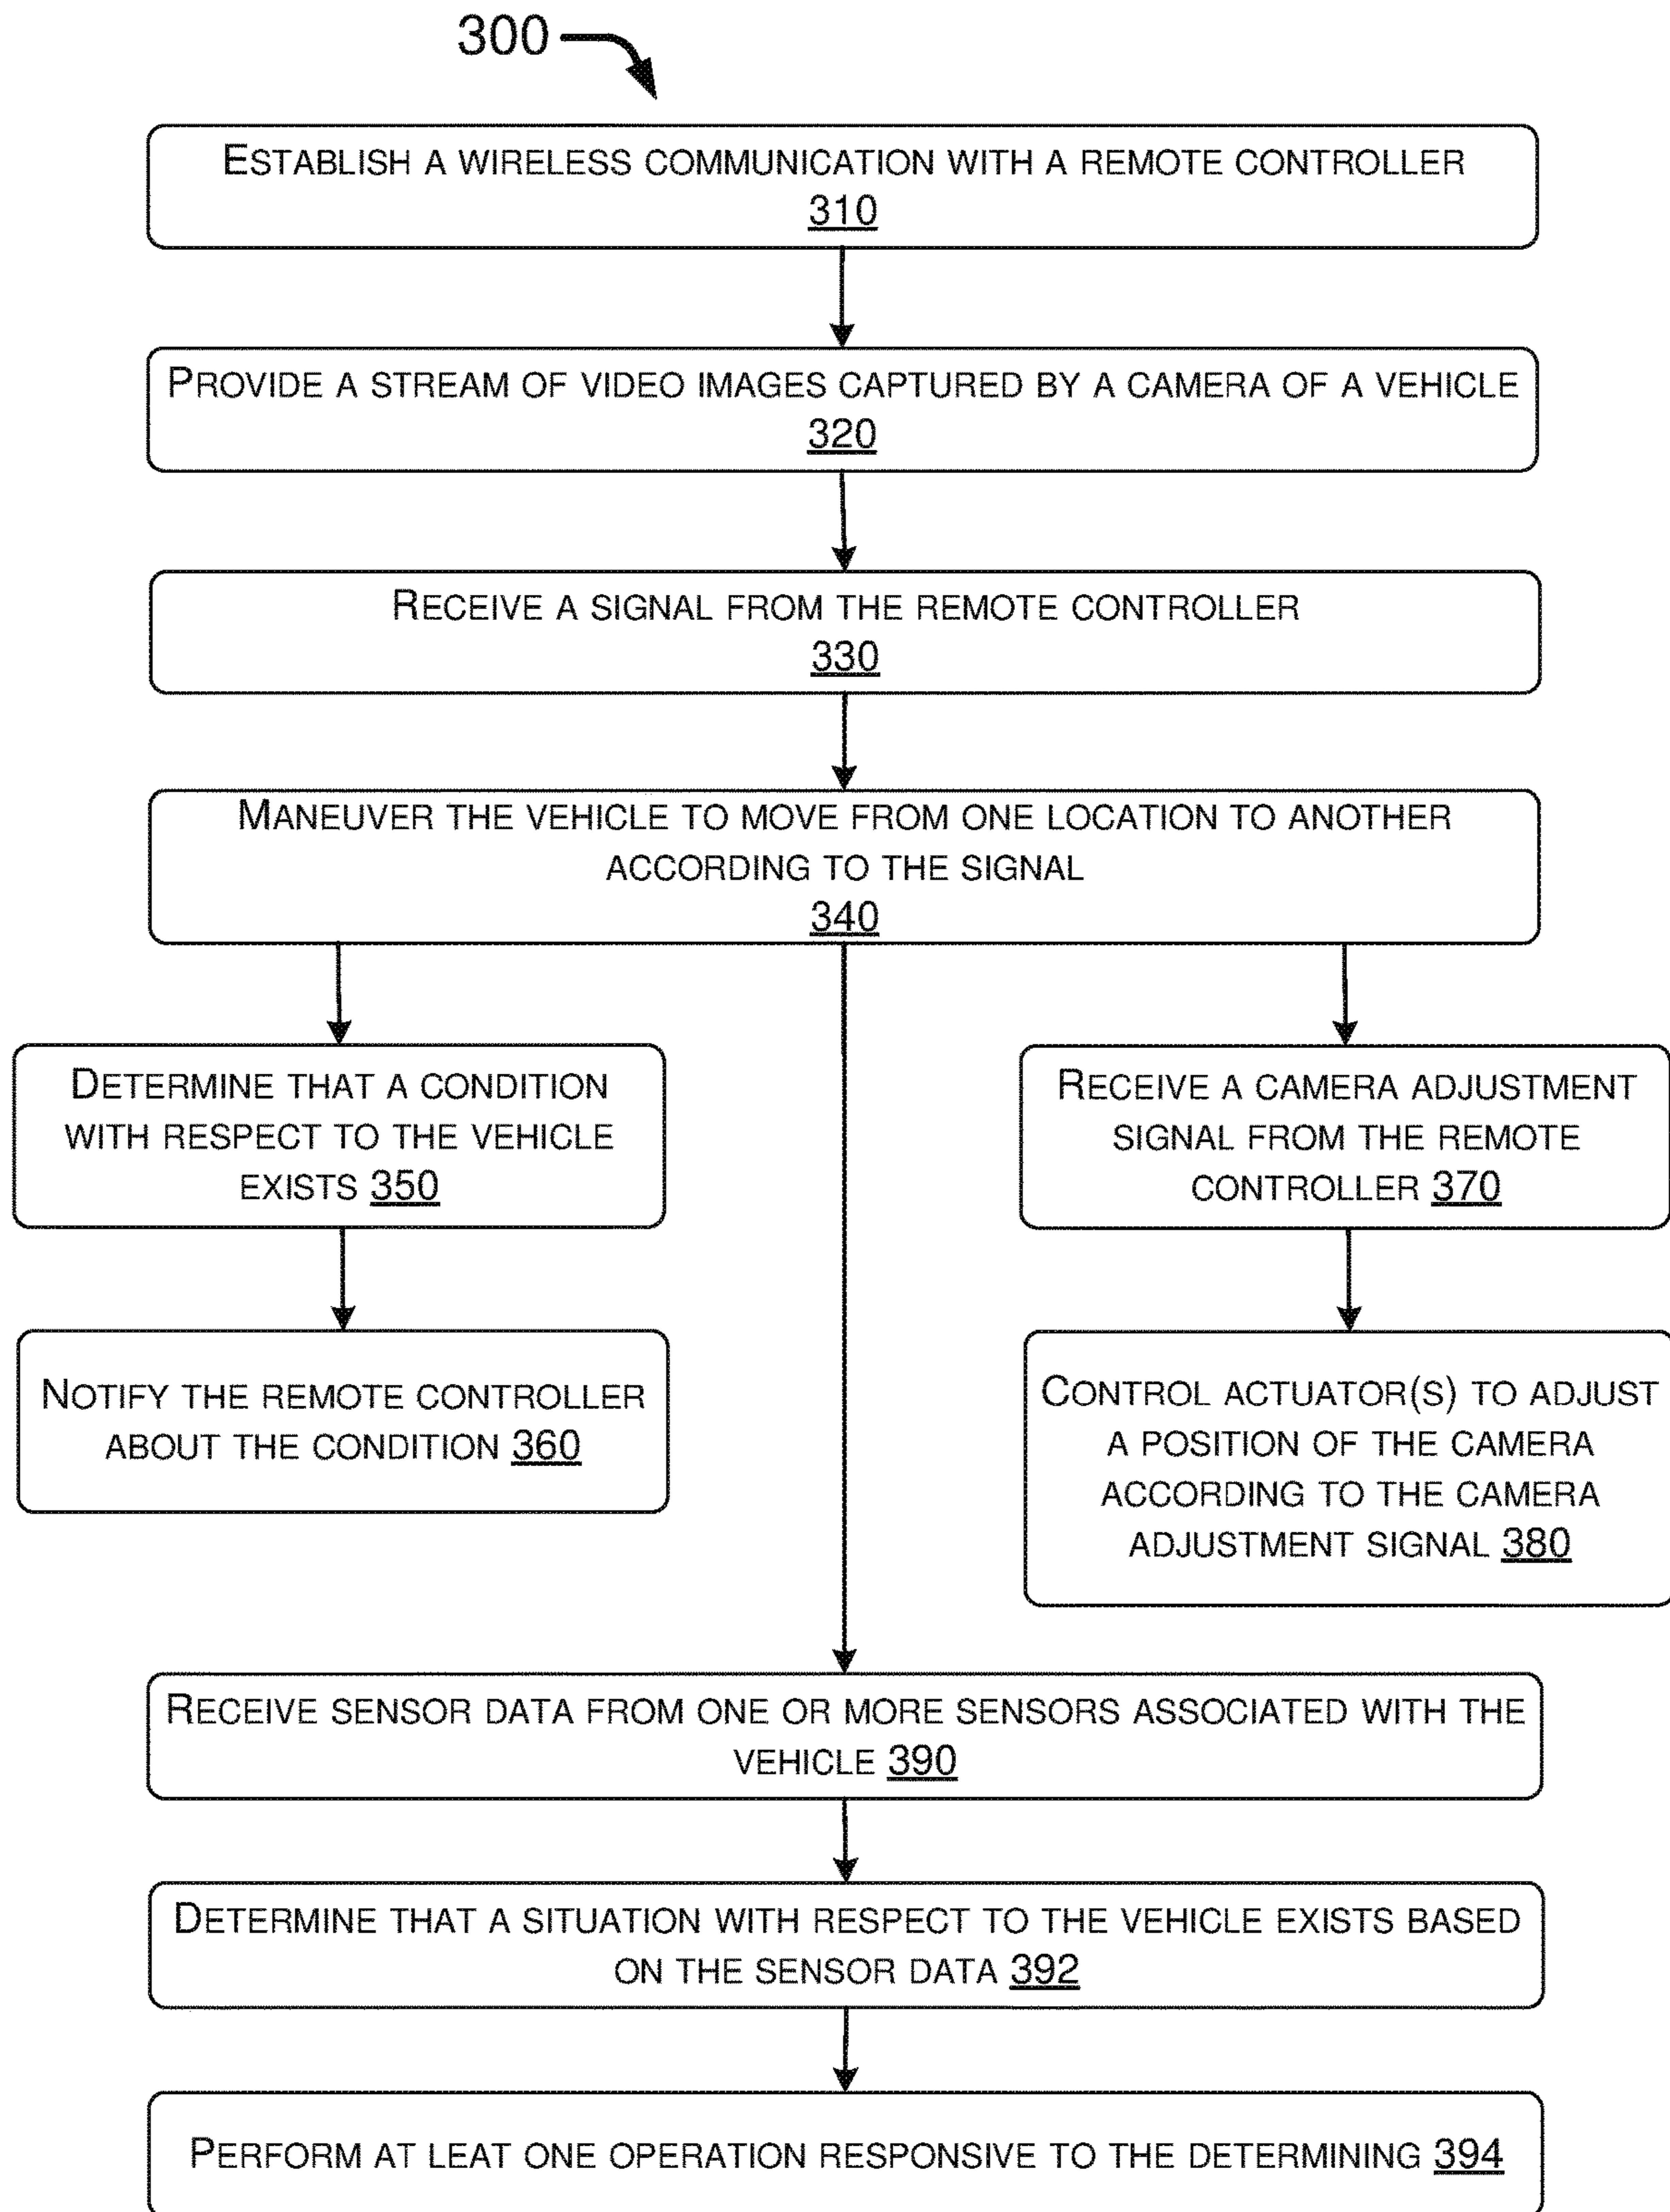 300
ESTABLISH A WIRELESS COMMUNICATION WITH A REMOTE CONTROLLER
310
PROVIDE A STREAM OF VIDEO IMAGES CAPTURED BY A CAMERA OF A VEHICLE
320
RECEIVE A SIGNAL FROM THE REMOTE CONTROLLER
330
MANEUVER THE VEHICLE TO MOVE FROM ONE LOCATION TO ANOTHER
ACCORDING TO THE SIGNAL
340
DETERMINE THAT A CONDITION
WITH RESPECT TO THE VEHICLE
EXISTS 350
NOTIFY THE REMOTE CONTROLLER
ABOUT THE CONDITION 360
RECEIVE A CAMERA ADJUSTMENT
SIGNAL FROM THE REMOTE
CONTROLLER 370
CONTROL ACTUATOR(S) TO ADJUST
A POSITION OF THE CAMERA
ACCORDING TO THE CAMERA
ADJUSTMENT SIGNAL 380
RECEIVE SENSOR DATA FROM ONE OR MORE SENSORS ASSOCIATED WITH THE
VEHICLE 390
DETERMINE THAT A SITUATION WITH RESPECT TO THE VEHICLE EXISTS BASED
ON THE SENSOR DATA 392
PERFORM AT LEAT ONE OPERATION RESPONSIVE TO THE DETERMINING 394